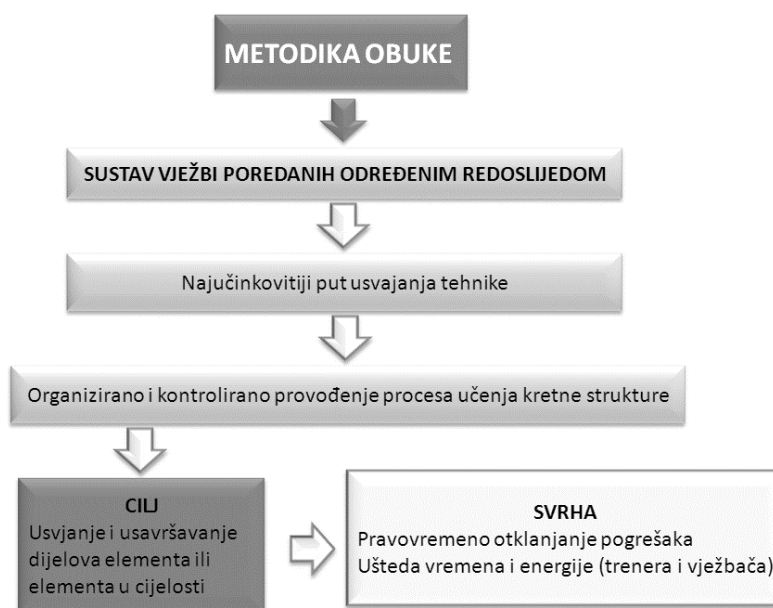 METODIKA OBUKE
SUSTAV VJEŽBI POREDANIH ODREĐENIM REDOSLIJEDOM
Najučinkovitiji put usvajanja tehnike
Organizirano i kontrolirano provođenje procesa učenja kretne strukture
CILJ
Usvjanje i usavršavanje
dijelova elementa ili
elementa u cijelosti
SVRHA
Pravovremeno otklanjanje pogrešaka
Ušteda vremena i energije (trenera i vježbača)